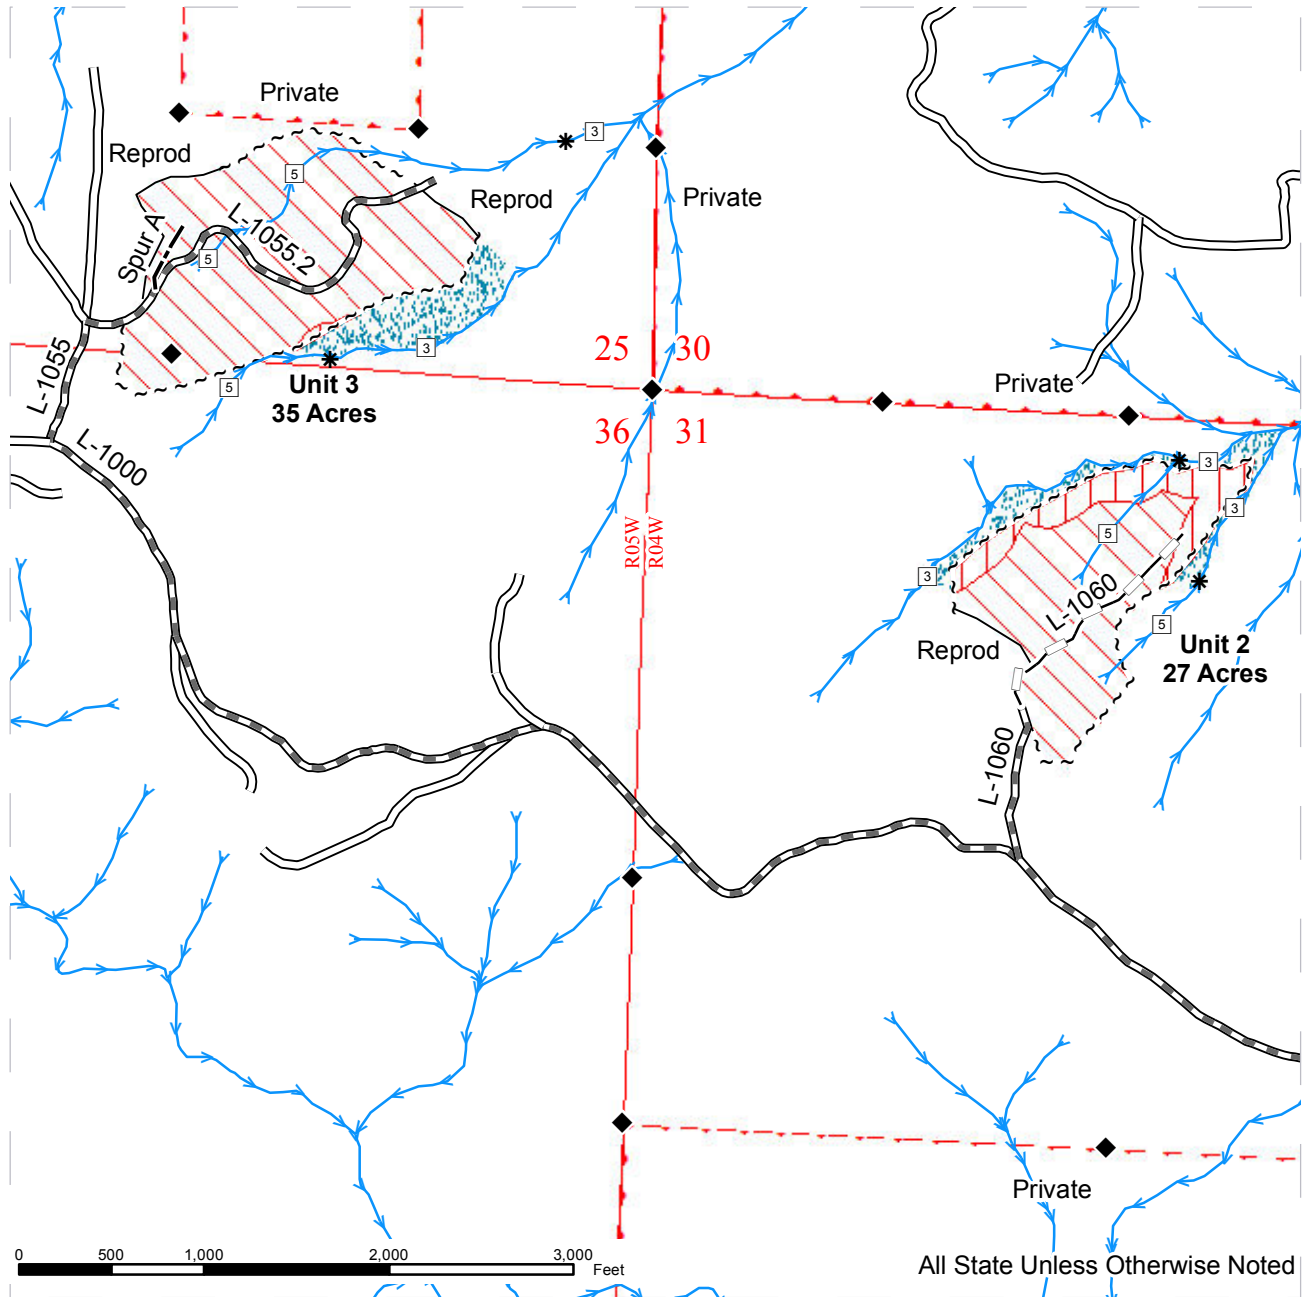 Private
3
Reprod
5
Reprod
Private
Spur A
L-1055.2
5
25
30
3
L-1055
Unit 3
35 Acres
5
Private
36
31
L-1000
3
3
R05W
R04W
5
3
L-1060
5
Reprod
Unit 2
27 Acres
L-1060
Private
0
500
1,000
2,000
3,000
Feet
All State Unless Otherwise Noted